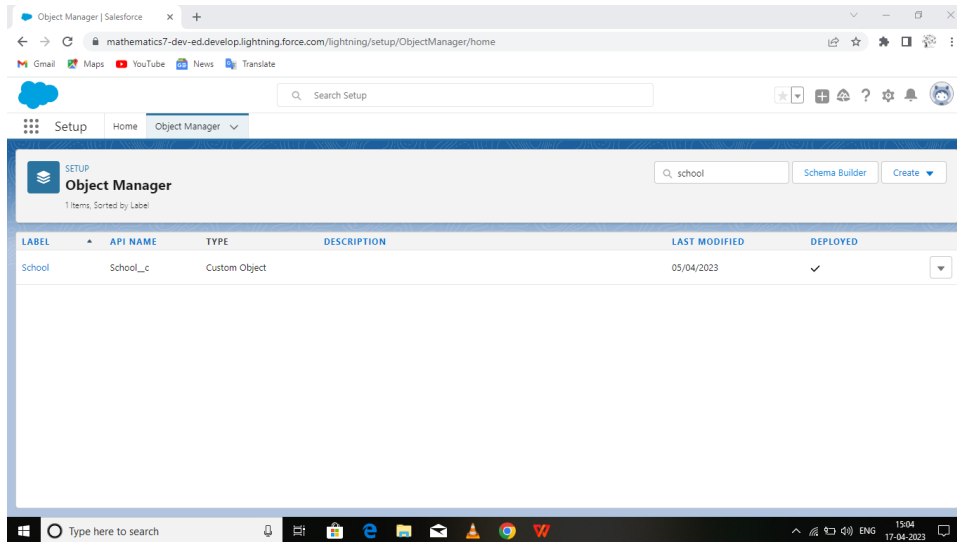 Object Manager | Salesforce
mathematics7-dev-ed.develop.lightning.force.com/lightning/setup/ObjectManager/home
Gmail Maps YouTube News Translate
Search Setup
Setup Home Object Manager
SETUP
Object Manager
1 Items, Sorted by Label
school
Schema Builder
Create
LABEL API NAME TYPE DESCRIPTION LAST MODIFIED DEPLOYED
School School__c Custom Object 05/04/2023
Type here to search
ENG
15:04
17-04-2023